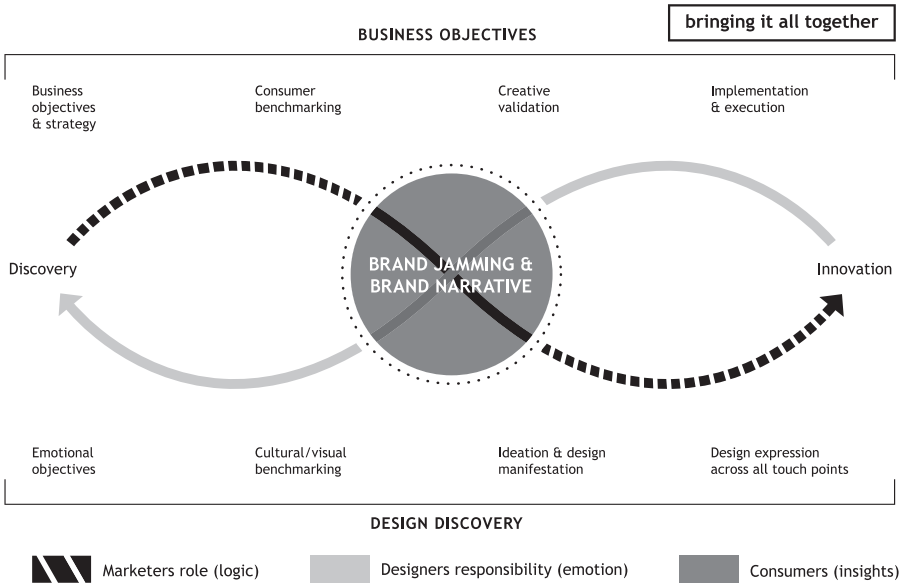 bringing it all together
BUSINESS OBJECTIVES
Business
objectives
& strategy
Consumer
benchmarking
Creative
validation
Implementation
& execution
Discovery
BRAND JAMMING &
BRAND NARRATIVE
Innovation
Emotional
objectives
Cultural/visual
benchmarking
Ideation & design
manifestation
Design expression
across all touch points
DESIGN DISCOVERY
Marketers role (logic)
Designers responsibility (emotion)
Consumers (insights)